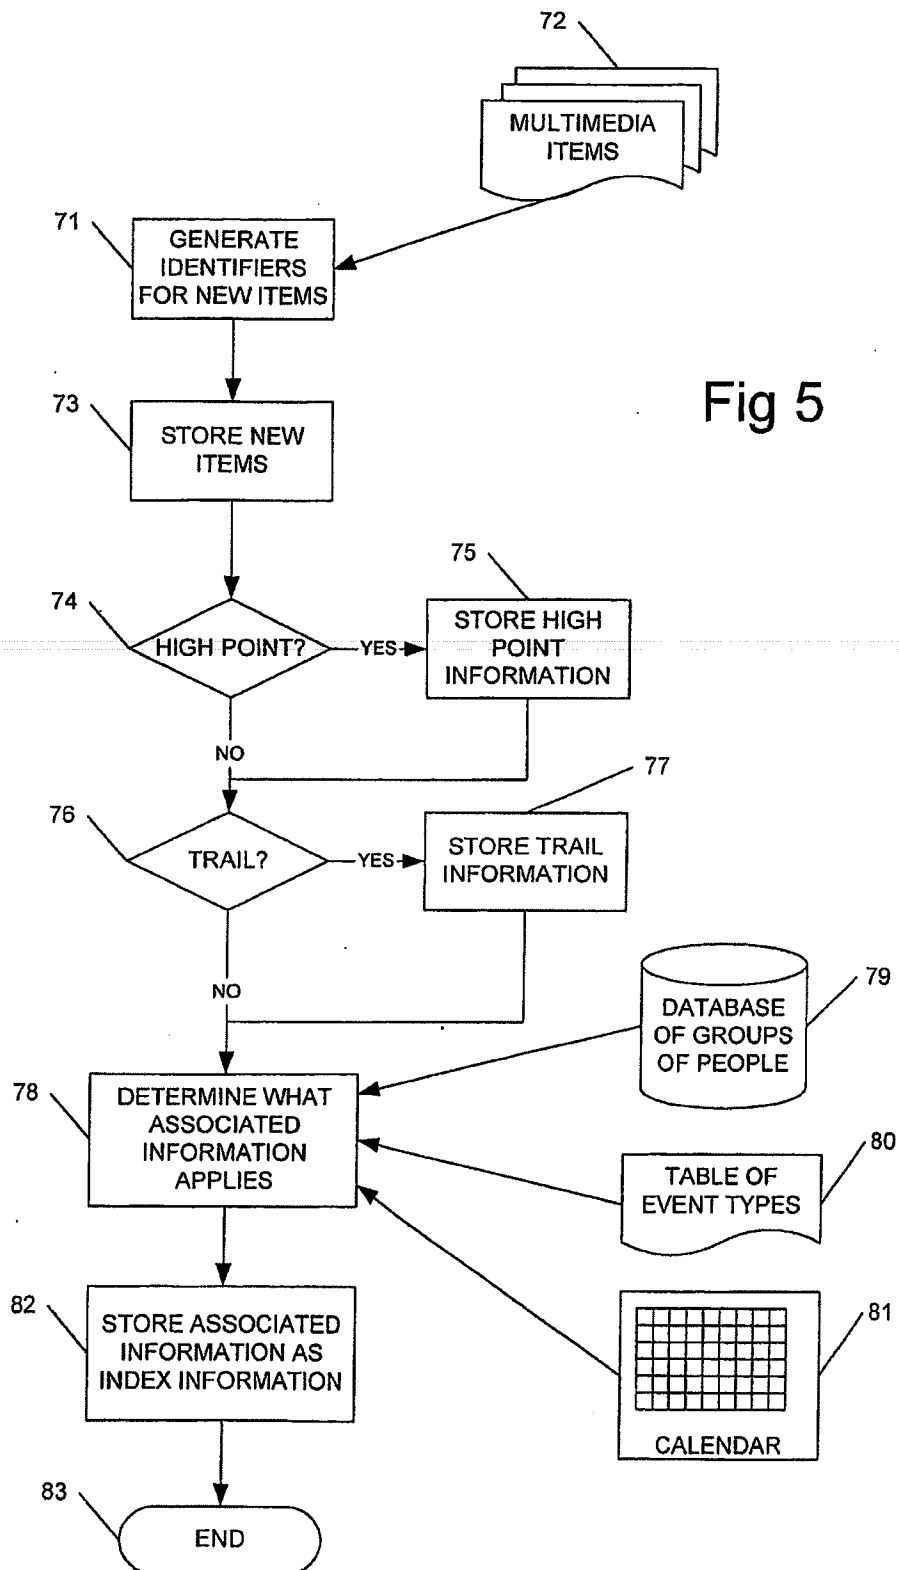 72
MULTIMEDIA
ITEMS
71
GENERATE
IDENTIFIERS
FOR NEW ITEMS
Fig 5
73
STORE NEW
ITEMS
75
74
HIGH POINT?
YES
STORE HIGH
POINT
INFORMATION
NO
77
76
TRAIL?
YES
STORE TRAIL
INFORMATION
NO
79
DATABASE
OF GROUPS
OF PEOPLE
78
DETERMINE WHAT
ASSOCIATED
INFORMATION
APPLIES
80
TABLE OF
EVENT TYPES
82
STORE ASSOCIATED
INFORMATION AS
INDEX INFORMATION
81
CALENDAR
83
END